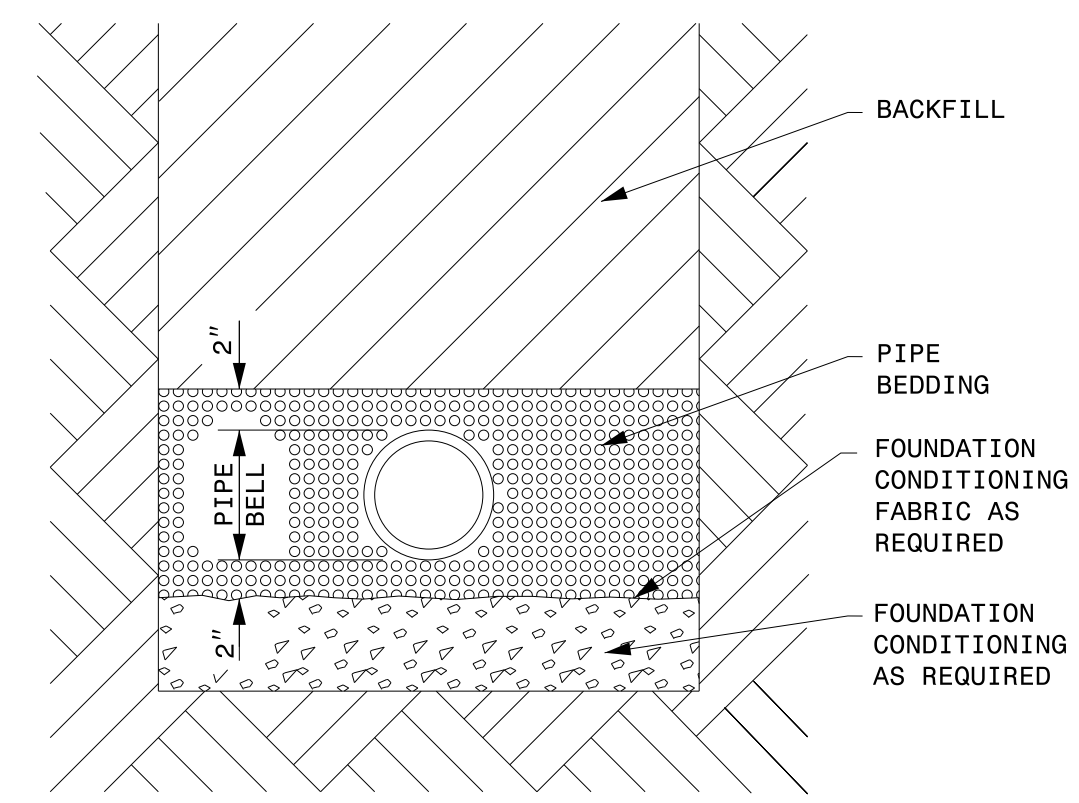 BACKFILL
2"
PIPE
BEDDING
PIPE
BELL
FOUNDATION
CONDITIONING
FABRIC AS
REQUIRED
2"
FOUNDATION
CONDITIONING
AS REQUIRED